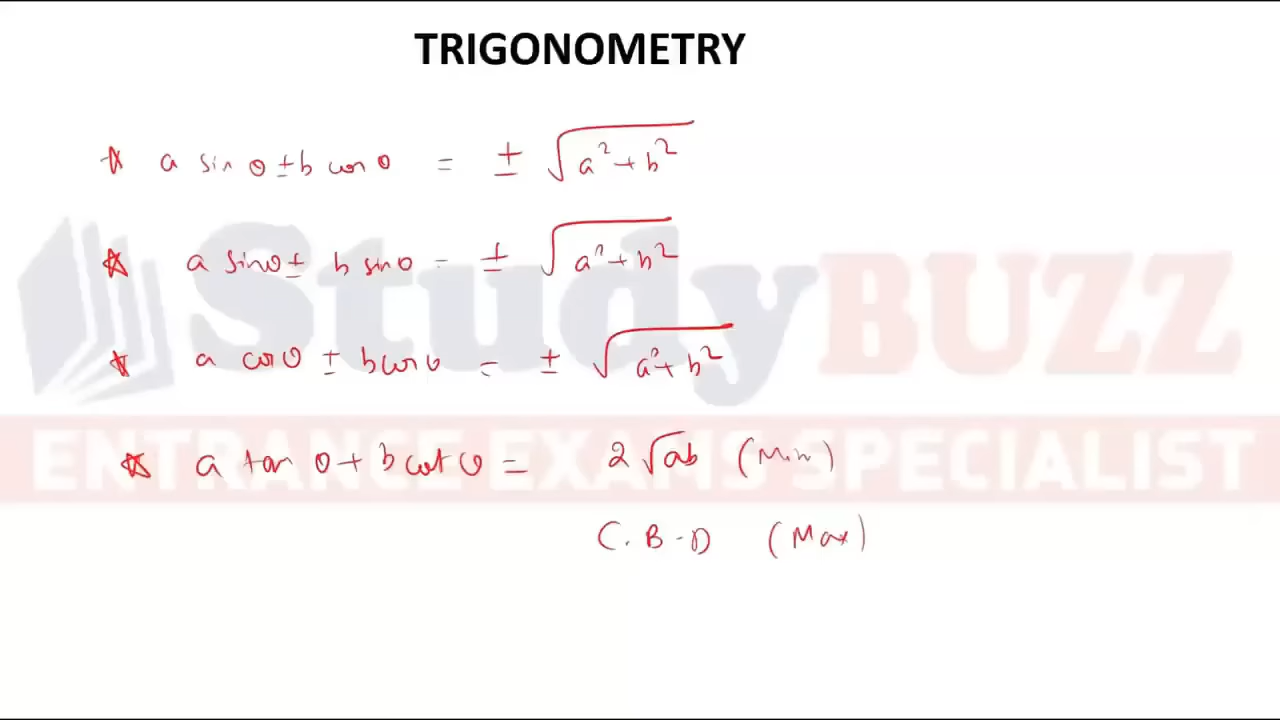 TRIGONOMETRY
☆ a sin θ ± b cos θ = ± √(a² + b²)
☆ a sin θ ± b sin θ = ± √(a² + b²)
☆ a cos θ ± b cos θ = ± √(a² + b²)
☆ a tan θ + b cot θ = 2 √ab (Min)
C.B.D (Max)
StudyBUZZ
ENTRANCE EXAMS SPECIALIST